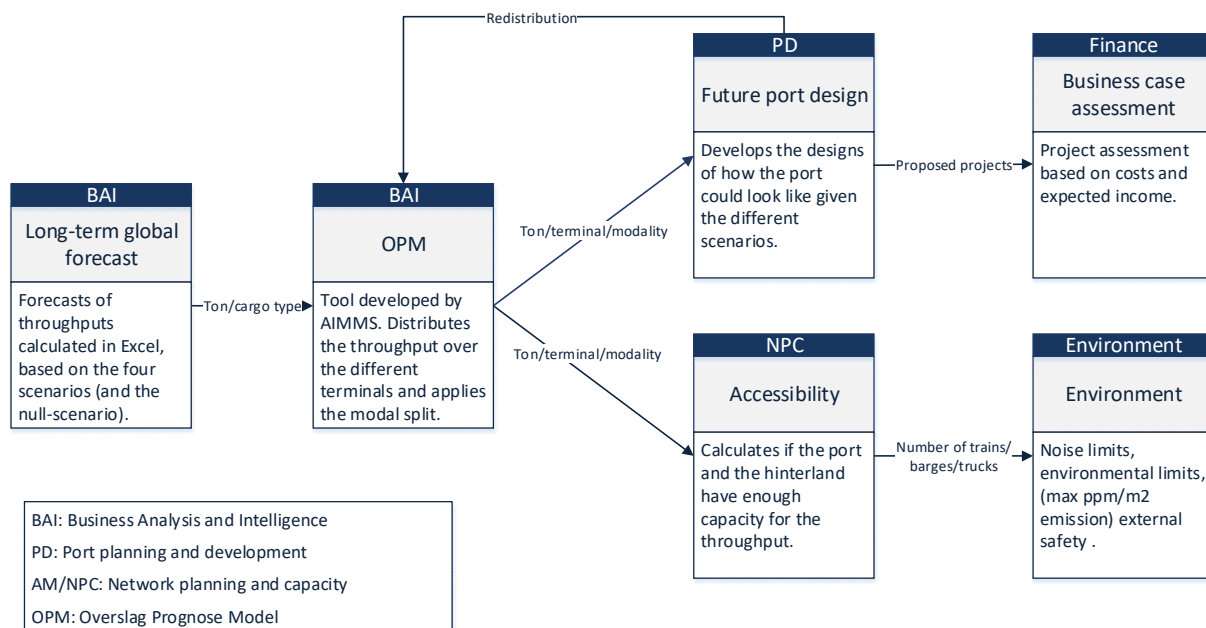 Redistribution
PD
Future port design
Develops the designs
of how the port
could look like given
the different
scenarios.
Proposed projects
Finance
Business case
assessment
Project assessment
based on costs and
expected income.
BAI
Long-term global
forecast
Forecasts of
throughputs
calculated in Excel,
based on the four
scenarios (and the
null-scenario).
Ton/cargo type
BAI
OPM
Tool developed by
AIMMS. Distributes
the throughput over
the different
terminals and applies
the modal split.
Ton/terminal/modality
Ton/terminal/modality
NPC
Accessibility
Calculates if the port
and the hinterland
have enough
capacity for the
throughput.
Number of trains/
barges/trucks
Environment
Environment
Noise limits,
environmental limits,
(max ppm/m2
emission) external
safety .
BAI: Business Analysis and Intelligence
PD: Port planning and development
AM/NPC: Network planning and capacity
OPM: Overslag Prognose Model